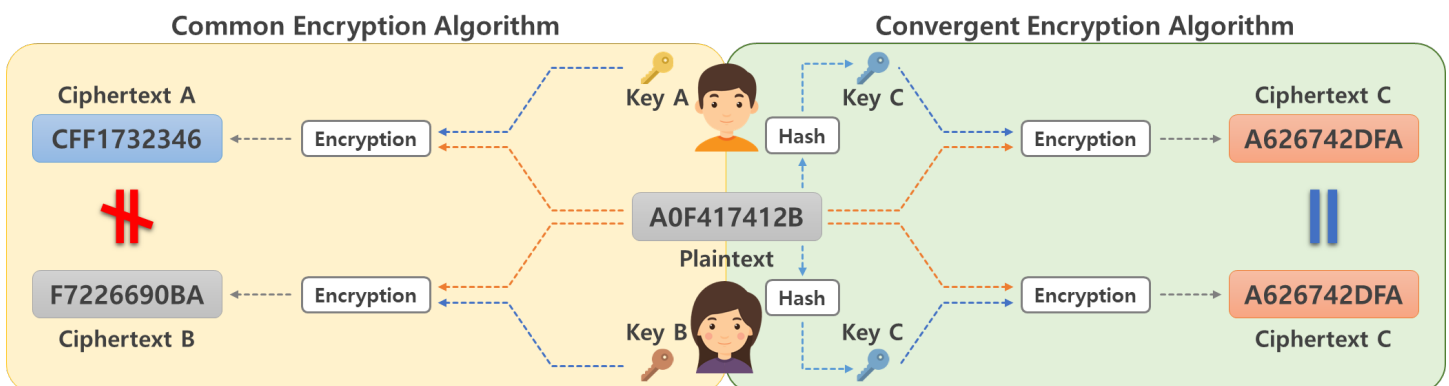 Common Encryption Algorithm
Convergent Encryption Algorithm
Ciphertext A
CFF1732346
Encryption
Key A
Key C
Hash
Encryption
Ciphertext C
A626742DFA
A0F417412B
Plaintext
F7226690BA
Ciphertext B
Encryption
Key B
Hash
Key C
Encryption
A626742DFA
Ciphertext C